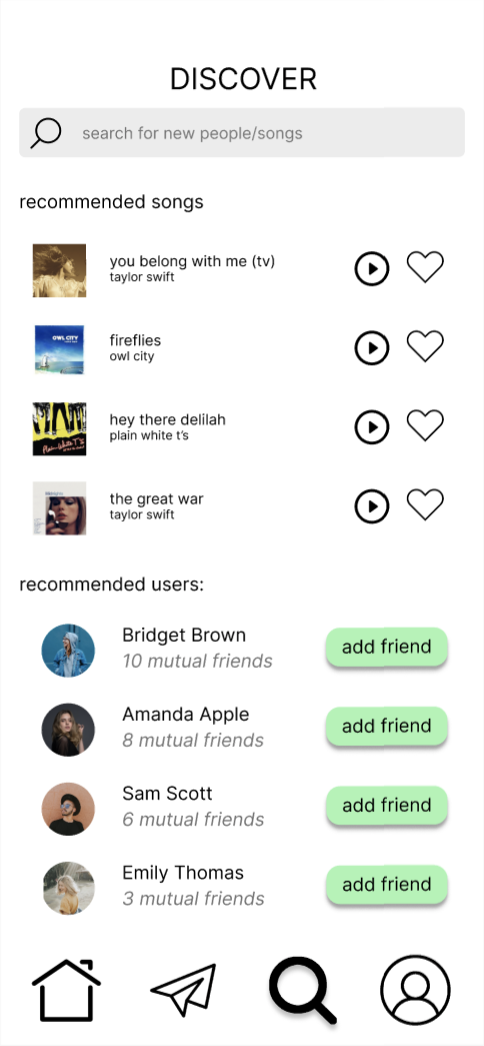 DISCOVER
search for new people/songs
recommended songs
you belong with me (tv)
taylor swift
OWL CITY
fireflies
owl city
hey there delilah
plain white t's
Plain White T's
the great war
taylor swift
recommended users:
Bridget Brown
10 mutual friends
add friend
Amanda Apple
8 mutual friends
add friend
Sam Scott
6 mutual friends
add friend
Emily Thomas
3 mutual friends
add friend